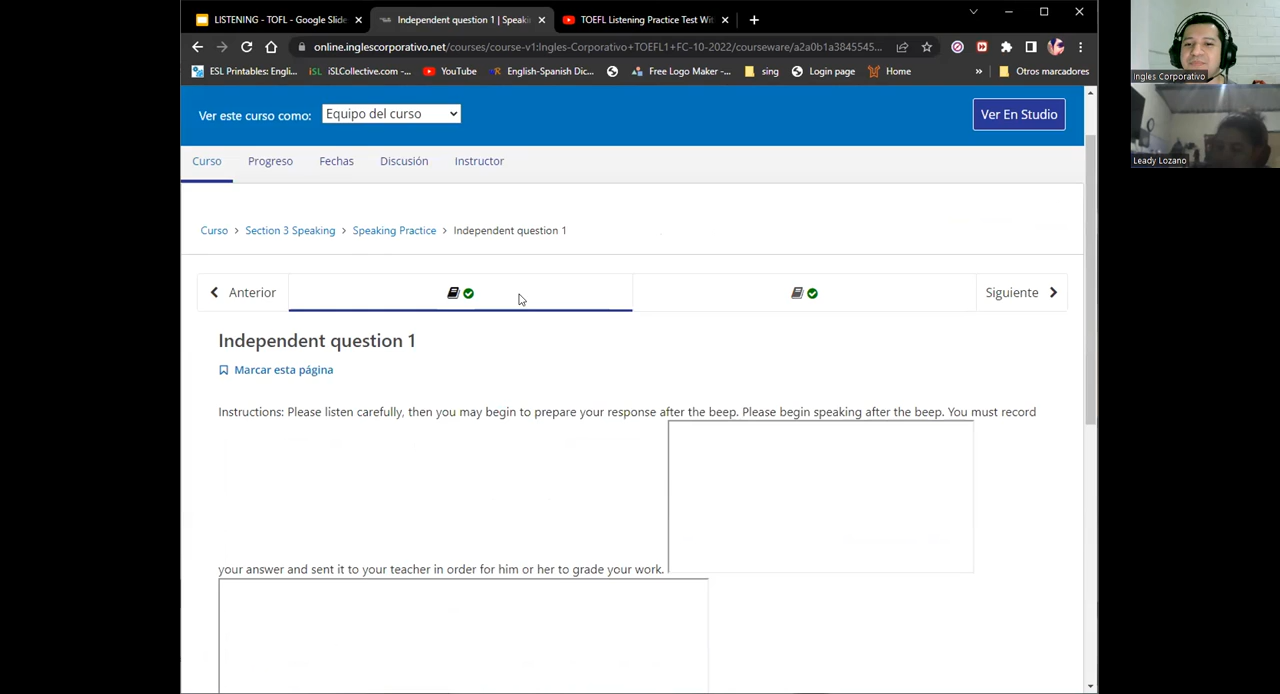 LISTENING - TOFL - Google Slide
Independent question 1 | Speaki
TOEFL Listening Practice Test Wit
online.inglescorporativo.net/courses/course-v1:Ingles-Corporativo+TOEFL1+FC-10-2022/courseware/a2a0b1a3845545...
ESL Printables: Engli...
iSL
iSLCollective.com -...
YouTube
English-Spanish Dic...
Free Logo Maker -...
sing
Login page
Home
»
Otros marcadores
Ingles Corporativo
Leady Lozano
Ver este curso como:
Equipo del curso
Ver En Studio
Curso
Progreso
Fechas
Discusión
Instructor
Curso > Section 3 Speaking > Speaking Practice > Independent question 1
Anterior
Siguiente
Independent question 1
Marcar esta página
Instructions: Please listen carefully, then you may begin to prepare your response after the beep. Please begin speaking after the beep. You must record
your answer and sent it to your teacher in order for him or her to grade your work.